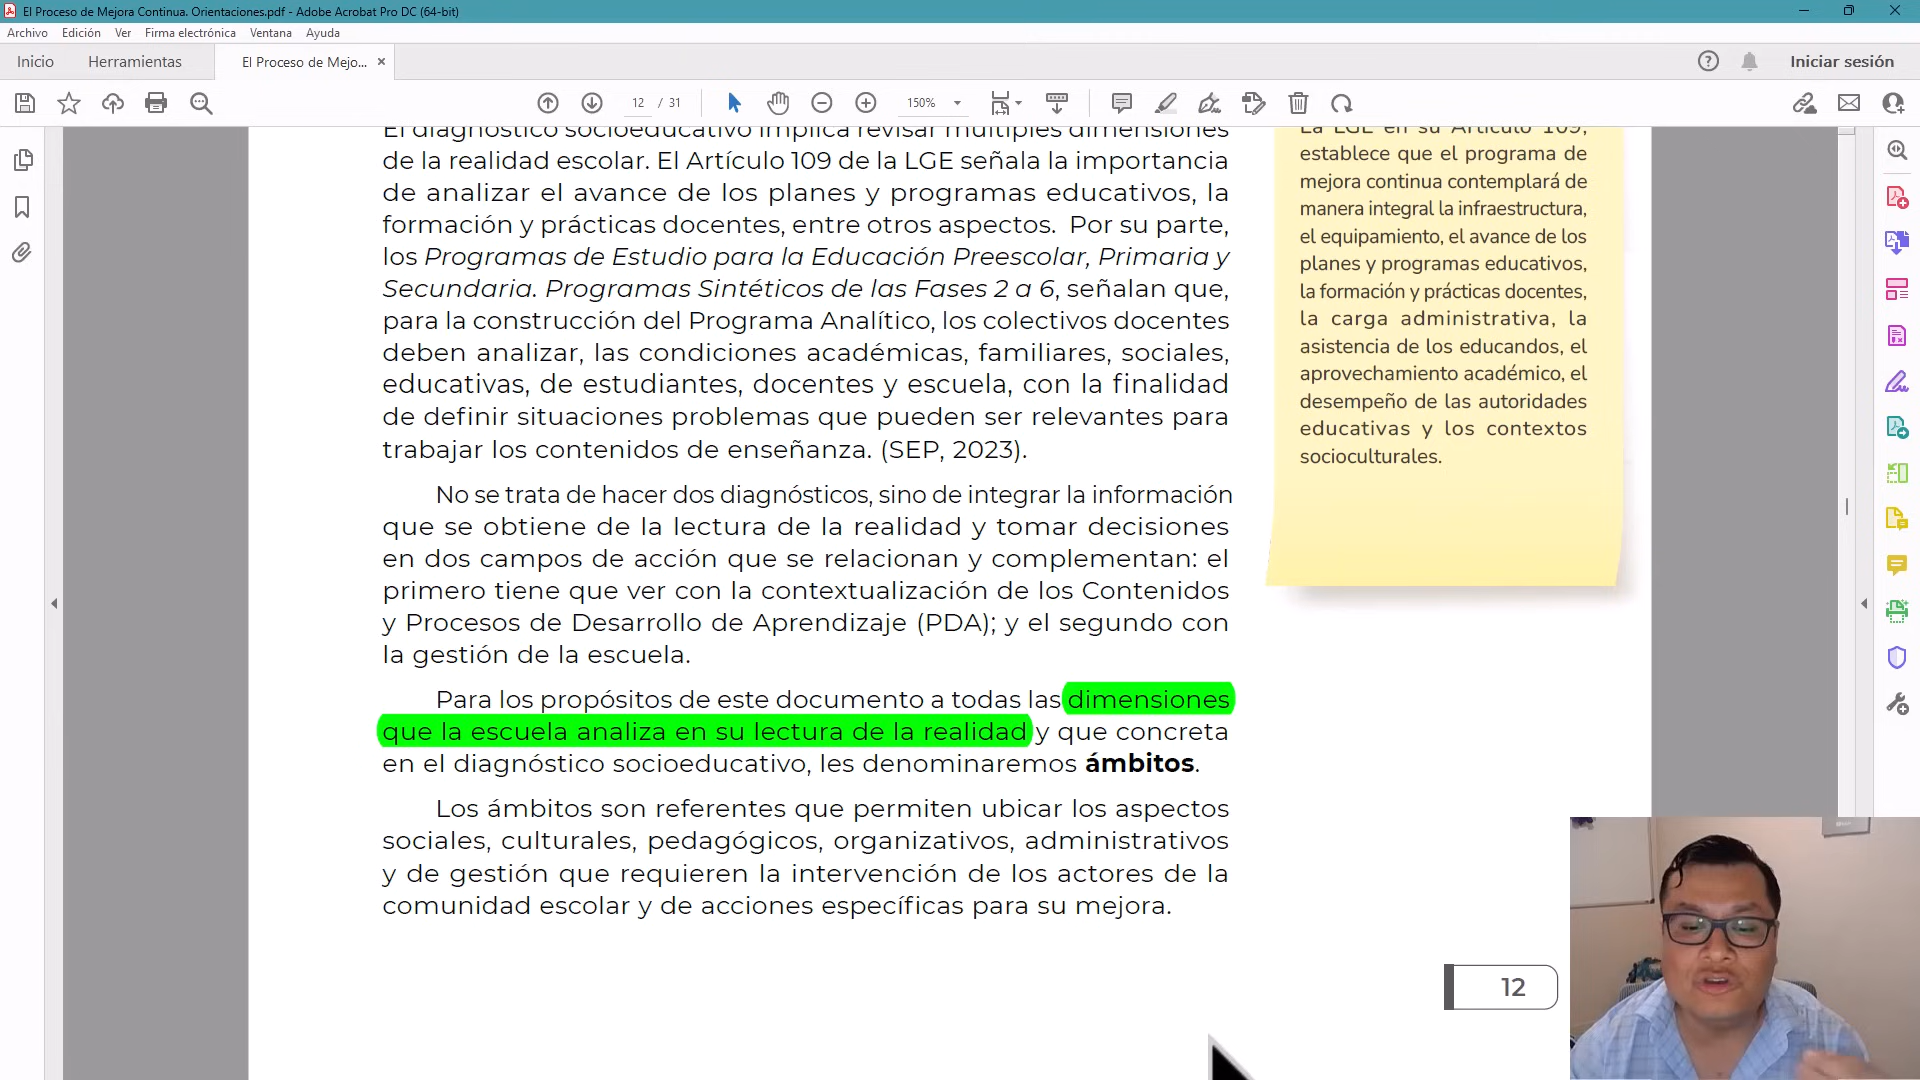 El Proceso de Mejora Continua. Orientaciones.pdf - Adobe Acrobat Pro DC (64-bit)
Archivo Edición Ver Firma electrónica Ventana Ayuda
Inicio Herramientas El Proceso de Mejo... × Iniciar sesión
12 / 31 150%
El diagnóstico socioeducativo implica revisar múltiples dimensiones
de la realidad escolar. El Artículo 109 de la LGE señala la importancia
de analizar el avance de los planes y programas educativos, la
formación y prácticas docentes, entre otros aspectos. Por su parte,
los Programas de Estudio para la Educación Preescolar, Primaria y
Secundaria. Programas Sintéticos de las Fases 2 a 6, señalan que,
para la construcción del Programa Analítico, los colectivos docentes
deben analizar, las condiciones académicas, familiares, sociales,
educativas, de estudiantes, docentes y escuela, con la finalidad
de definir situaciones problemas que pueden ser relevantes para
trabajar los contenidos de enseñanza. (SEP, 2023).
No se trata de hacer dos diagnósticos, sino de integrar la información
que se obtiene de la lectura de la realidad y tomar decisiones
en dos campos de acción que se relacionan y complementan: el
primero tiene que ver con la contextualización de los Contenidos
y Procesos de Desarrollo de Aprendizaje (PDA); y el segundo con
la gestión de la escuela.
Para los propósitos de este documento a todas las dimensiones
que la escuela analiza en su lectura de la realidad y que concreta
en el diagnóstico socioeducativo, les denominaremos ámbitos.
Los ámbitos son referentes que permiten ubicar los aspectos
sociales, culturales, pedagógicos, organizativos, administrativos
y de gestión que requieren la intervención de los actores de la
comunidad escolar y de acciones específicas para su mejora.
La LGE en su Artículo 109,
establece que el programa de
mejora continua contemplará de
manera integral la infraestructura,
el equipamiento, el avance de los
planes y programas educativos,
la formación y prácticas docentes,
la carga administrativa, la
asistencia de los educandos, el
aprovechamiento académico, el
desempeño de las autoridades
educativas y los contextos
socioculturales.
12